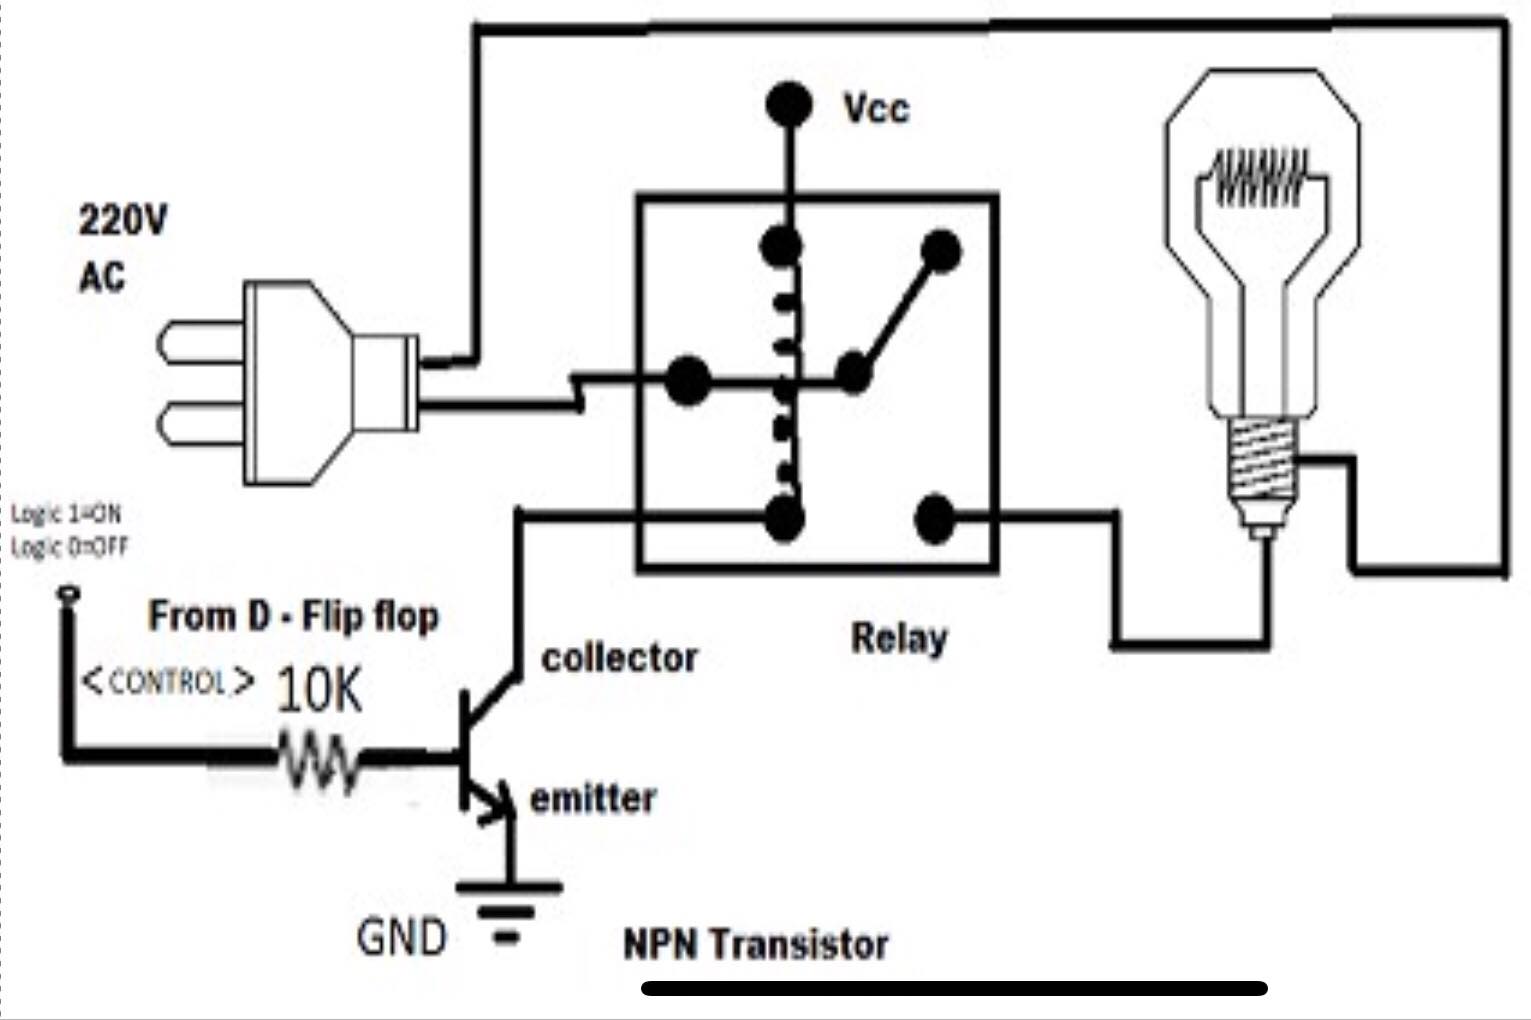 Vcc
220V
AC
Logic 1=ON
Logic 0=OFF
From D - Flip flop
<CONTROL> 10K
collector
Relay
emitter
GND
NPN Transistor